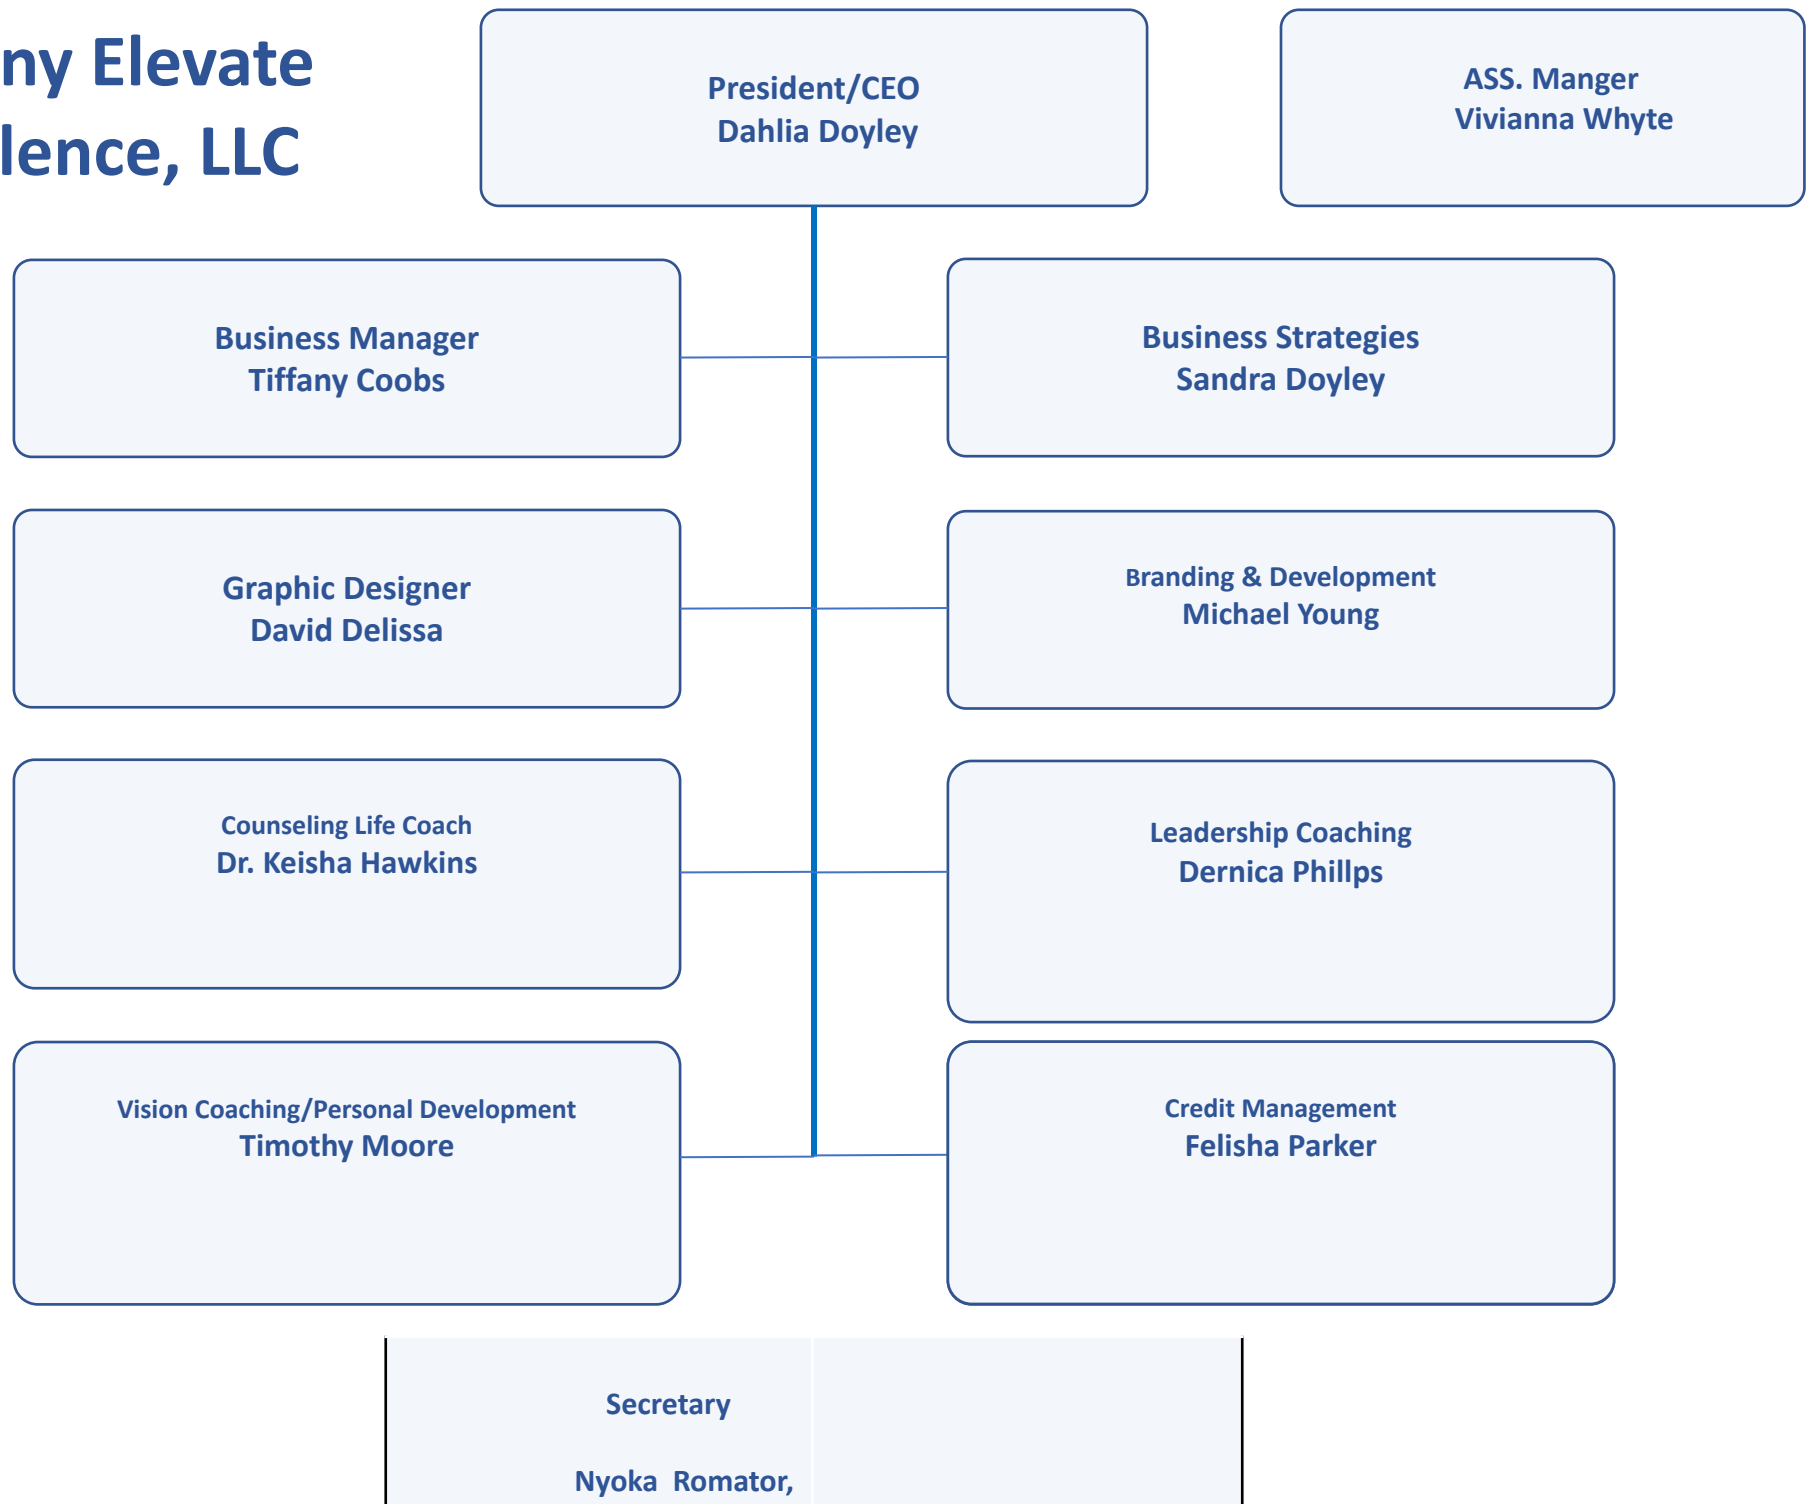 ny Elevate
lence, LLC
President/CEO
Dahlia Doyley
ASS. Manger
Vivianna Whyte
Business Manager
Tiffany Coobs
Business Strategies
Sandra Doyley
Graphic Designer
David Delissa
Branding & Development
Michael Young
Counseling Life Coach
Dr. Keisha Hawkins
Leadership Coaching
Dernica Phillps
Vision Coaching/Personal Development
Timothy Moore
Credit Management
Felisha Parker
Secretary
Nyoka Romator,